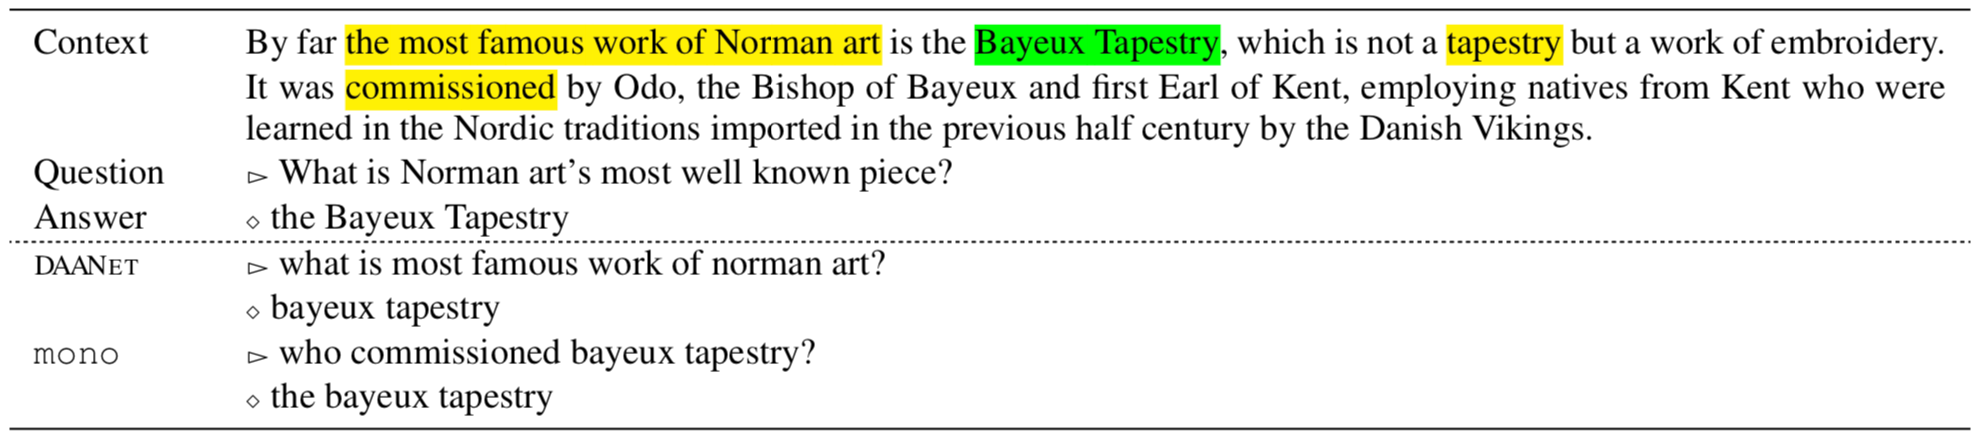 Context By far the most famous work of Norman art is the Bayeux Tapestry, which is not a tapestry but a work of embroidery.
It was commissioned by Odo, the Bishop of Bayeux and first Earl of Kent, employing natives from Kent who were
learned in the Nordic traditions imported in the previous half century by the Danish Vikings.
Question ▻ What is Norman art’s most well known piece?
Answer ⋄ the Bayeux Tapestry
DAANET ▻ what is most famous work of norman art?
⋄ bayeux tapestry
mono ▻ who commissioned bayeux tapestry?
⋄ the bayeux tapestry